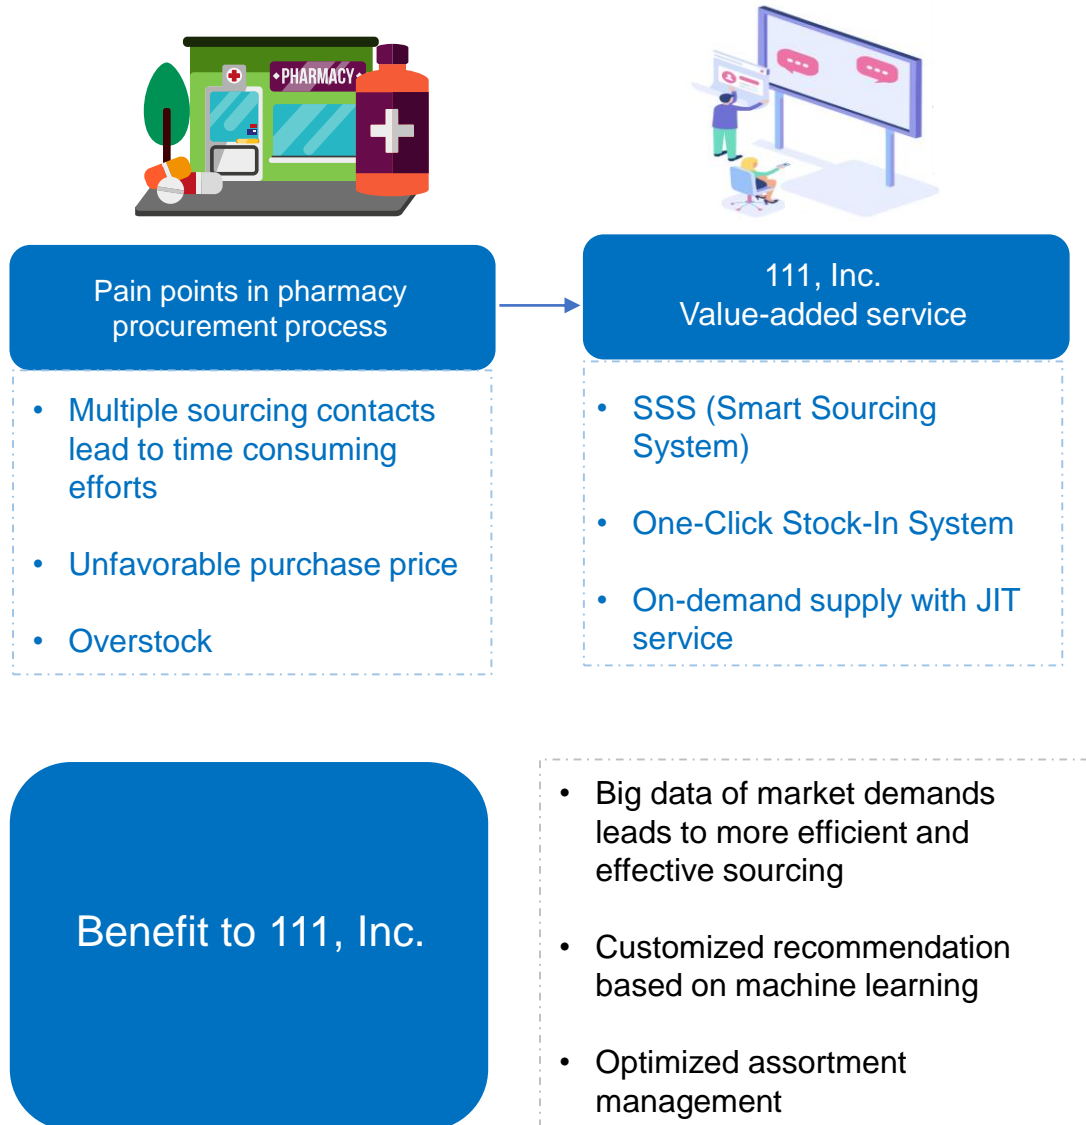 PHARMACY
Pain points in pharmacy
procurement process
111, Inc.
Value-added service
• Multiple sourcing contacts
lead to time consuming
efforts
• Unfavorable purchase price
• Overstock
• SSS (Smart Sourcing
System)
• One-Click Stock-In System
• On-demand supply with JIT
service
Benefit to 111, Inc.
• Big data of market demands
leads to more efficient and
effective sourcing
• Customized recommendation
based on machine learning
• Optimized assortment
management